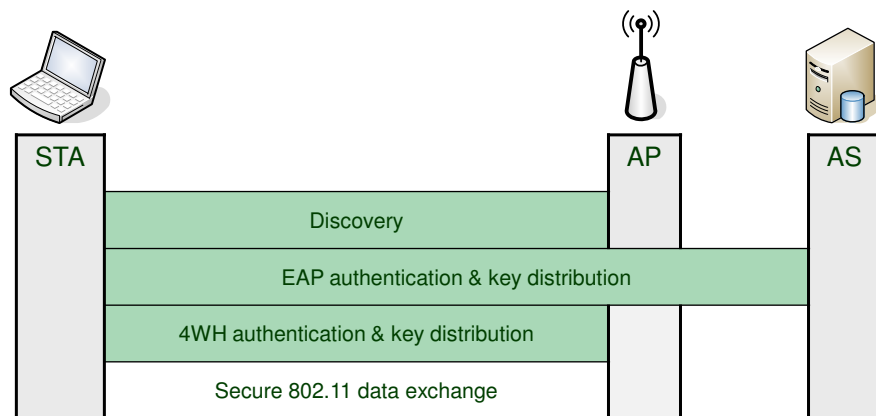 STA
AP
AS
Discovery
EAP authentication & key distribution
4WH authentication & key distribution
Secure 802.11 data exchange